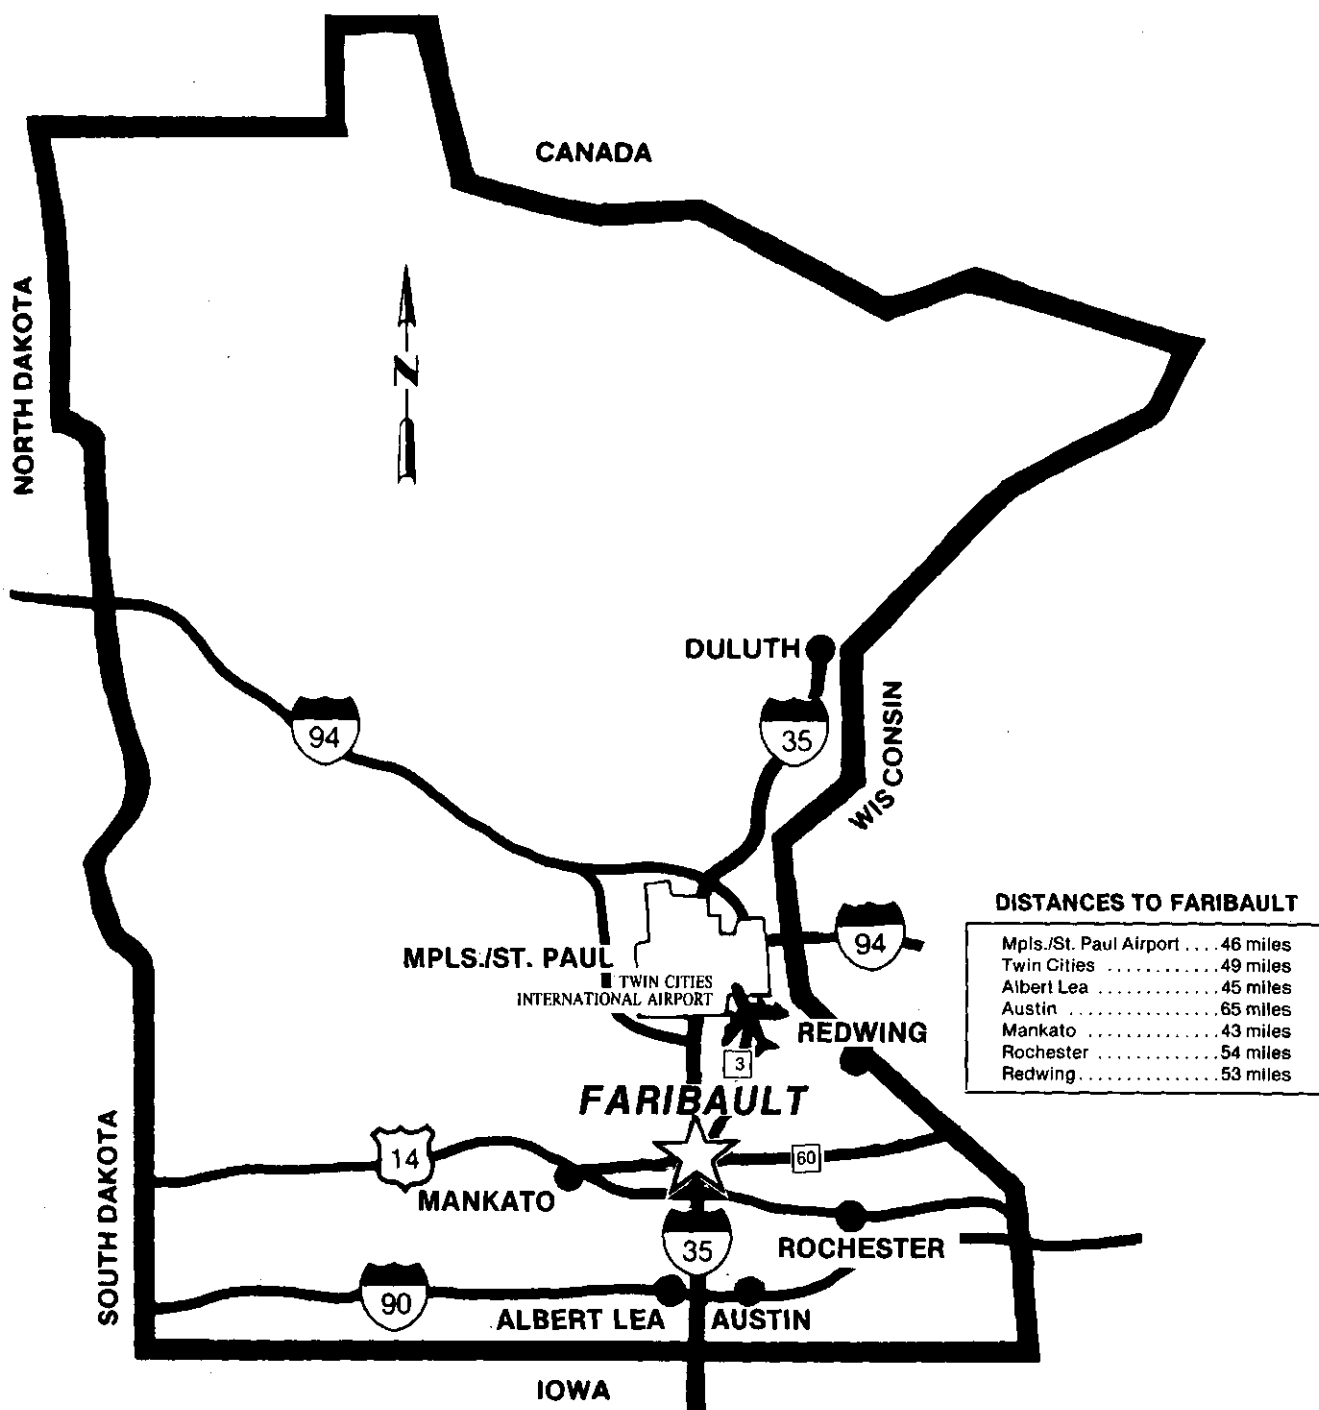 CANADA
NORTH DAKOTA
N
DULUTH
WISCONSIN
94
35
DISTANCES TO FARIBAULT
Mpls./St. Paul Airport .... 46 miles
Twin Cities ............. 49 miles
Albert Lea ............. 45 miles
Austin ................ 65 miles
Mankato ............... 43 miles
Rochester ............. 54 miles
Redwing............... 53 miles
94
MPLS./ST. PAUL
TWIN CITIES
INTERNATIONAL AIRPORT
REDWING
3
FARIBAULT
SOUTH DAKOTA
14
60
MANKATO
35
ROCHESTER
90
ALBERT LEA
AUSTIN
IOWA